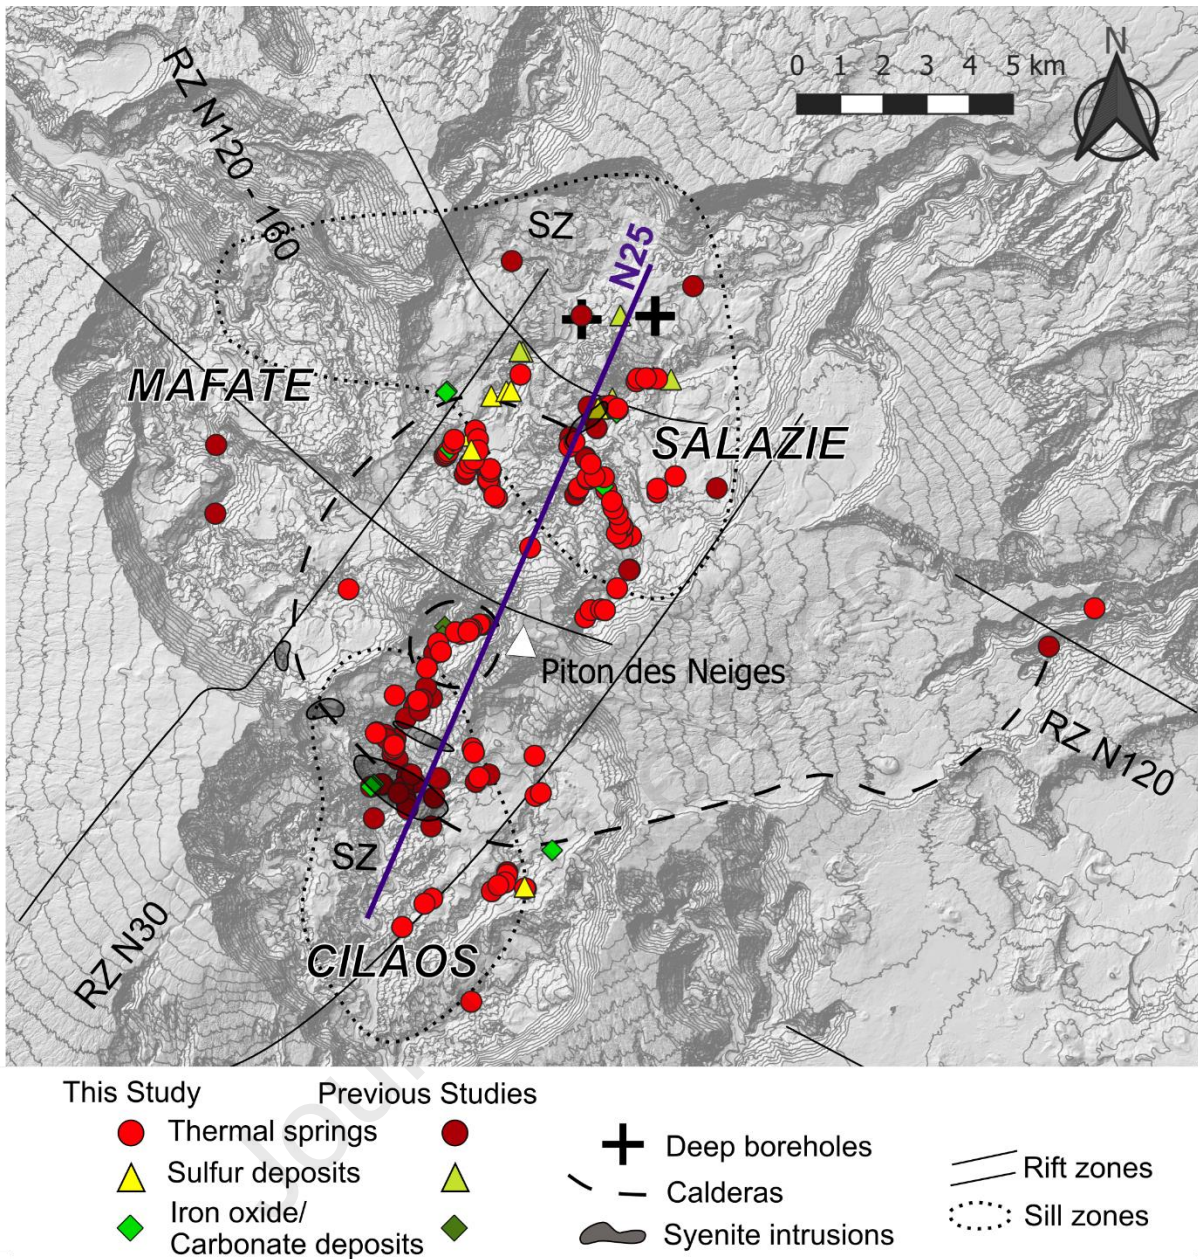 N
0 1 2 3 4 5 km
RZ N120 - 160
SZ
N25
MAFATE
SALAZIE
Piton des Neiges
RZ N120
SZ
RZ N30
CILAOS
This Study
Previous Studies
Thermal springs
Sulfur deposits
Iron oxide/
Carbonate deposits
Deep boreholes
Calderas
Syenite intrusions
Rift zones
Sill zones